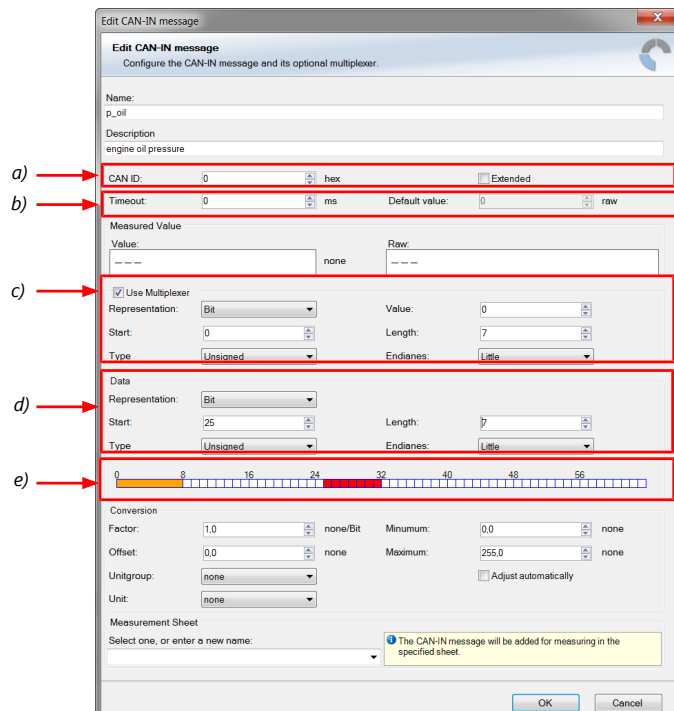 Edit CAN-IN message
Edit CAN-IN message
Configure the CAN-IN message and its optional multiplexer.
Name:
p_oil
Description
engine oil pressure
a) CAN ID: 0 hex Extended
b) Timeout: 0 ms Default value: 0 raw
Measured Value
Value: Raw:
--- none ---
c) Use Multiplexer
Representation: Bit Value: 0
Start: 0 Length: 7
Type Unsigned Endianes: Little
Data
d) Representation: Bit
Start: 25 Length: 7
Type Unsigned Endianes: Little
e) 0 8 16 24 32 40 48 56
Conversion
Factor: 1,0 none/Bit Minumum: 0,0 none
Offset: 0,0 none Maximum: 255,0 none
Unitgroup: none Adjust automatically
Unit: none
Measurement Sheet
Select one, or enter a new name:
The CAN-IN message will be added for measuring in the
specified sheet.
OK Cancel